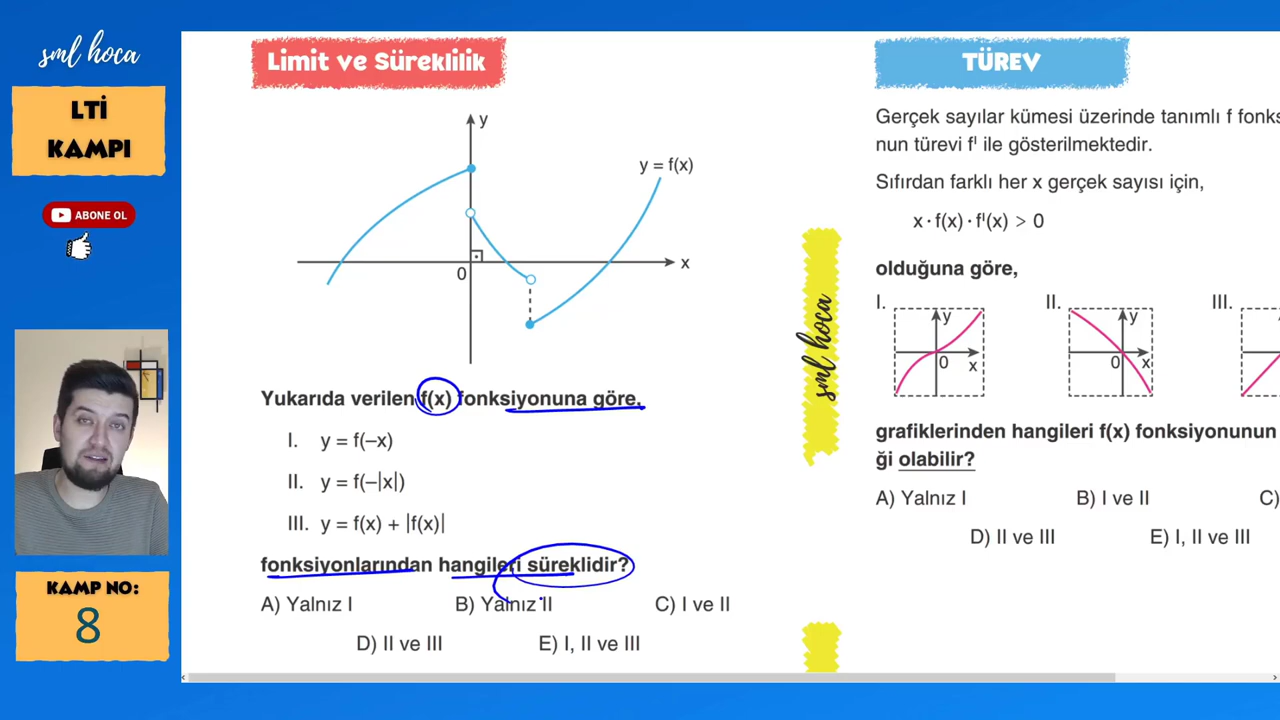 sml hoca
LTİ
KAMPI
ABONE OL
KAMP NO:
8
Limit ve Süreklilik
y
y = f(x)
x
0
Yukarıda verilen f(x) fonksiyonuna göre,
I. y = f(–x)
II. y = f(–|x|)
III. y = f(x) + |f(x)|
fonksiyonlarından hangileri süreklidir?
A) Yalnız I B) Yalnız II C) I ve II
D) II ve III E) I, II ve III
sml hoca
TÜREV
Gerçek sayılar kümesi üzerinde tanımlı f fonks
nun türevi fᴵ ile gösterilmektedir.
Sıfırdan farklı her x gerçek sayısı için,
x · f(x) · fᴵ(x) > 0
olduğuna göre,
I. II. III.
y y
0 x 0 x
grafiklerinden hangileri f(x) fonksiyonunun
ği olabilir?
A) Yalnız I B) I ve II C)
D) II ve III E) I, II ve III